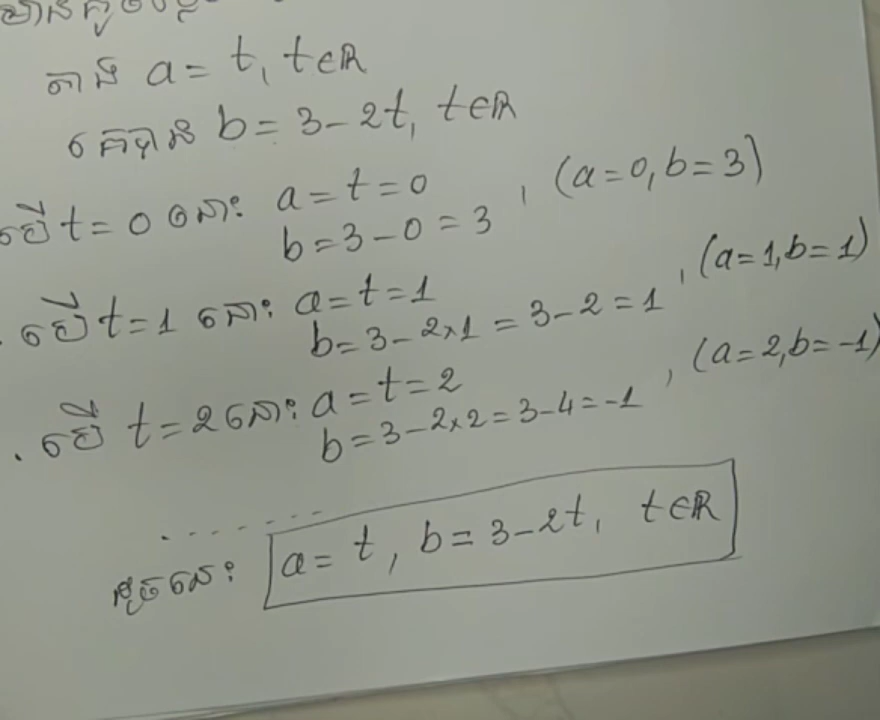 តាង a = t, t∈ℝ
គេបាន b = 3 - 2t, t∈ℝ
បើ t = 0 នោះ a = t = 0
b = 3 - 0 = 3 , (a = 0, b = 3)
. បើ t = 1 នោះ a = t = 1
b = 3 - 2×1 = 3 - 2 = 1 , (a = 1, b = 1)
. បើ t = 2 នោះ a = t = 2
b = 3 - 2×2 = 3 - 4 = -1 , (a = 2, b = -1)
. - - - - - - -
ដូចនេះ a = t, b = 3 - 2t, t∈ℝ